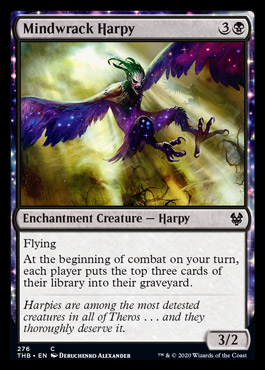 Mindwrack Harpy 3
Enchantment Creature — Harpy
Flying
At the beginning of combat on your turn,
each player puts the top three cards of
their library into their graveyard.
Harpies are among the most detested
creatures in all of Theros . . . and they
thoroughly deserve it.
3/2
276 C
THB • EN DERUCHENKO ALEXANDER
™ & © 2020 Wizards of the Coast